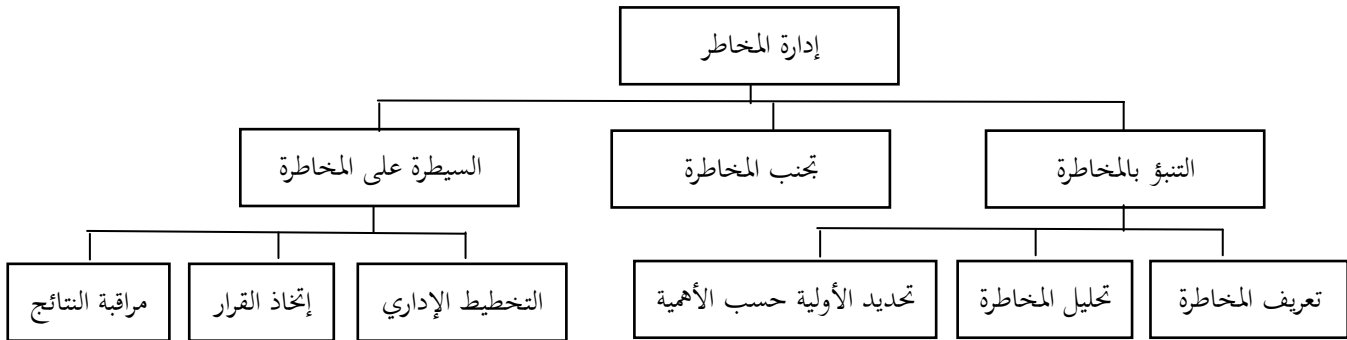 إدارة المخاطر
التنبؤ بالمخاطرة
تجنب المخاطرة
السيطرة على المخاطرة
تعريف المخاطرة
تحليل المخاطرة
تحديد الأولية حسب الأهمية
التخطيط الإداري
إتخاذ القرار
مراقبة النتائج